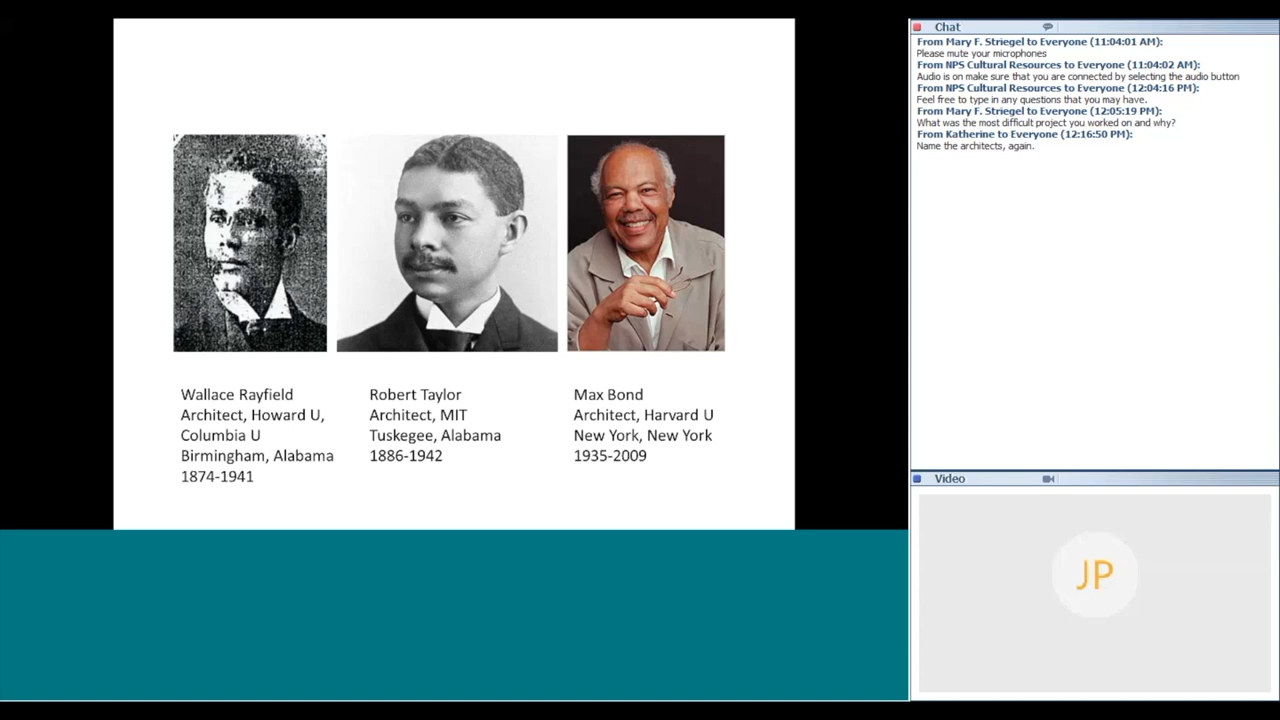 Wallace Rayfield
Architect, Howard U,
Columbia U
Birmingham, Alabama
1874-1941
Robert Taylor
Architect, MIT
Tuskegee, Alabama
1886-1942
Max Bond
Architect, Harvard U
New York, New York
1935-2009
Chat
From Mary F. Striegel to Everyone (11:04:01 AM):
Please mute your microphones
From NPS Cultural Resources to Everyone (11:04:02 AM):
Audio is on make sure that you are connected by selecting the audio button
From NPS Cultural Resources to Everyone (12:04:16 PM):
Feel free to type in any questions that you may have.
From Mary F. Striegel to Everyone (12:05:19 PM):
What was the most difficult project you worked on and why?
From Katherine to Everyone (12:16:50 PM):
Name the architects, again.
Video
JP